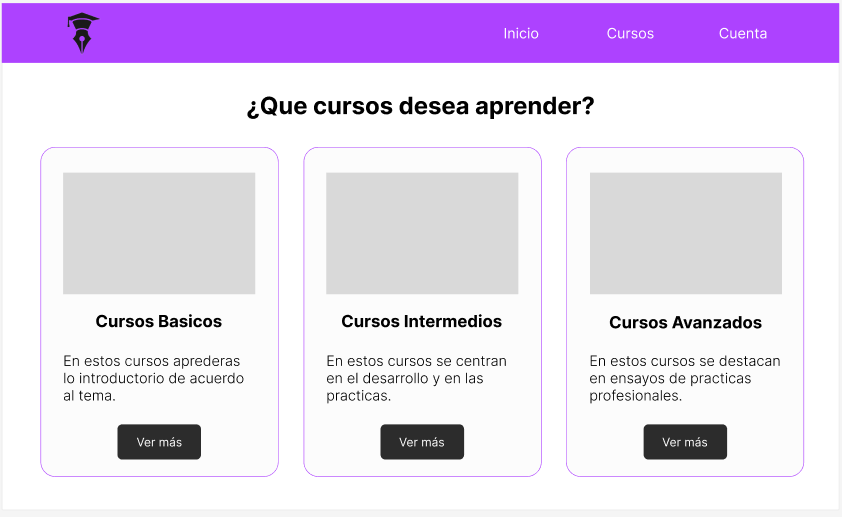 Inicio
Cursos
Cuenta
¿Que cursos desea aprender?
Cursos Basicos
En estos cursos aprederas
lo introductorio de acuerdo
al tema.
Ver más
Cursos Intermedios
En estos cursos se centran
en el desarrollo y en las
practicas.
Ver más
Cursos Avanzados
En estos cursos se destacan
en ensayos de practicas
profesionales.
Ver más